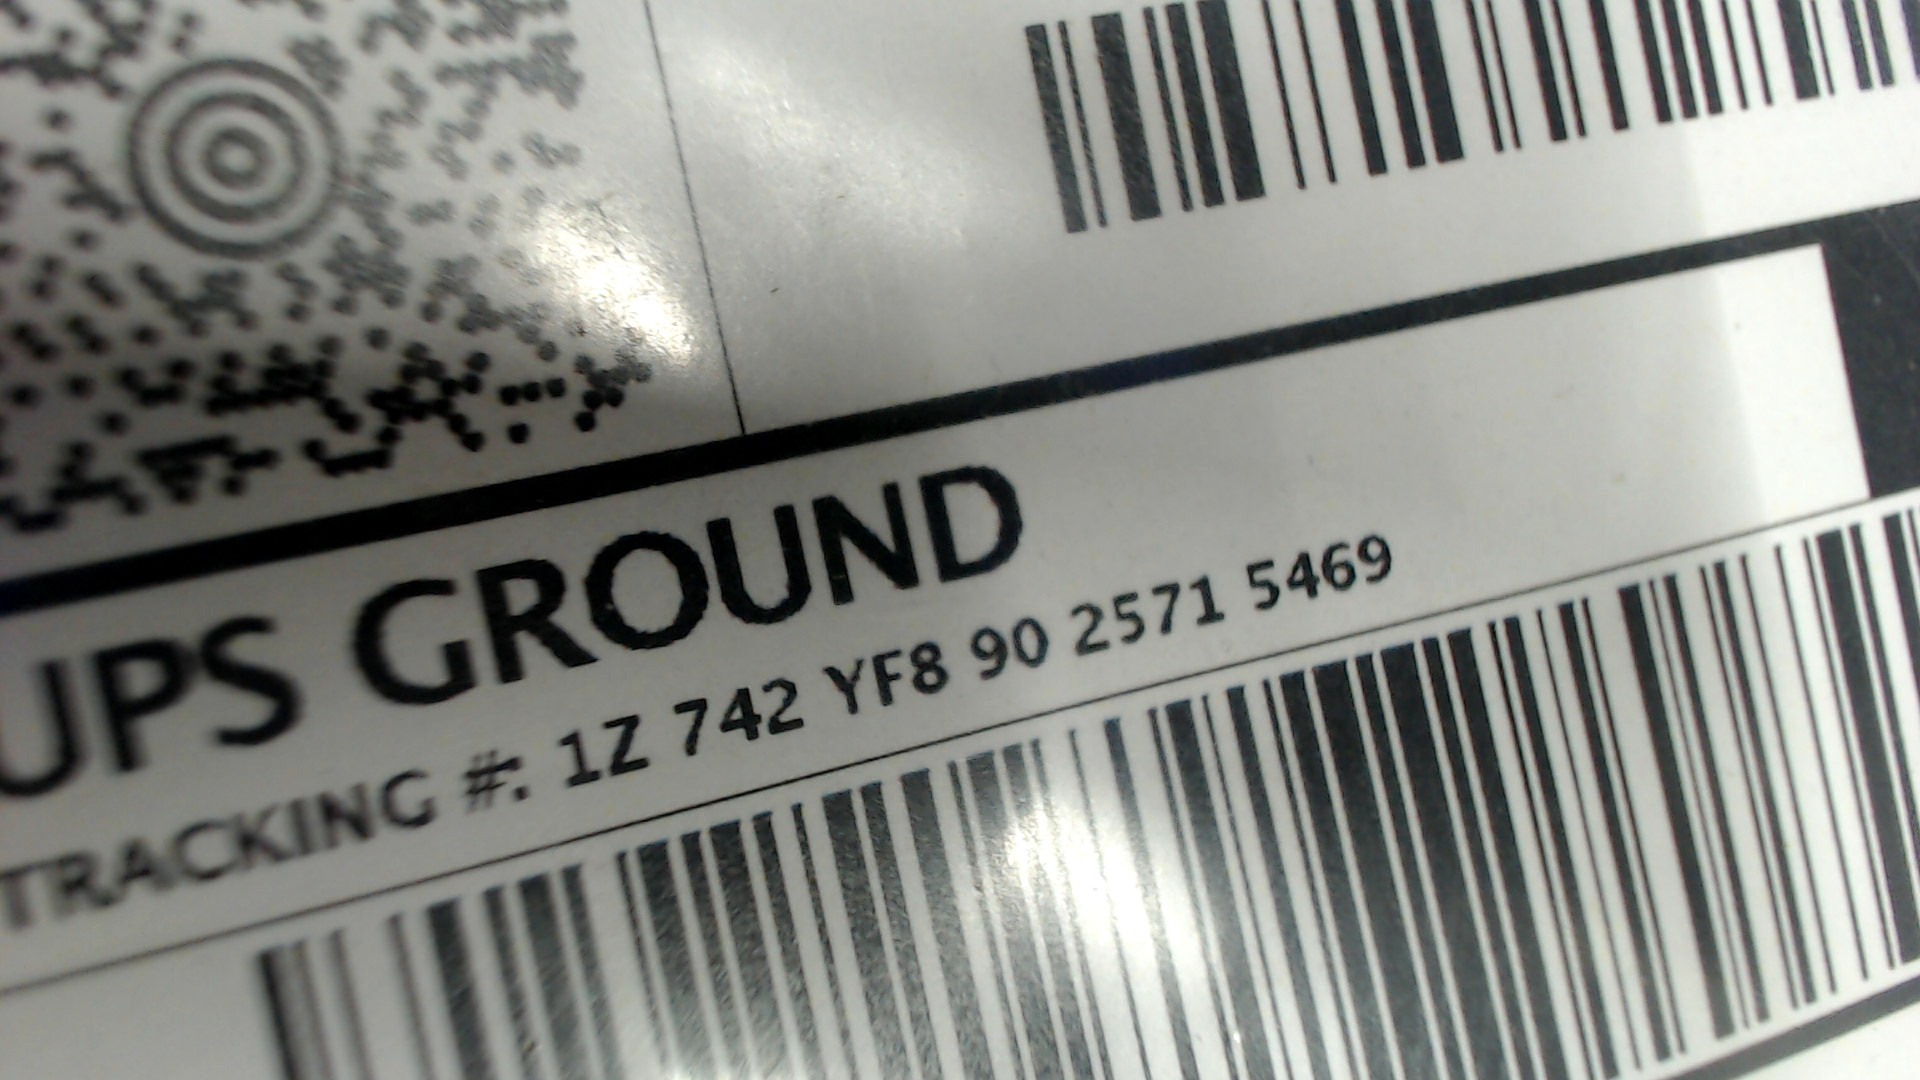 UPS GROUND
TRACKING #: 1Z 742 YF8 90 2571 5469